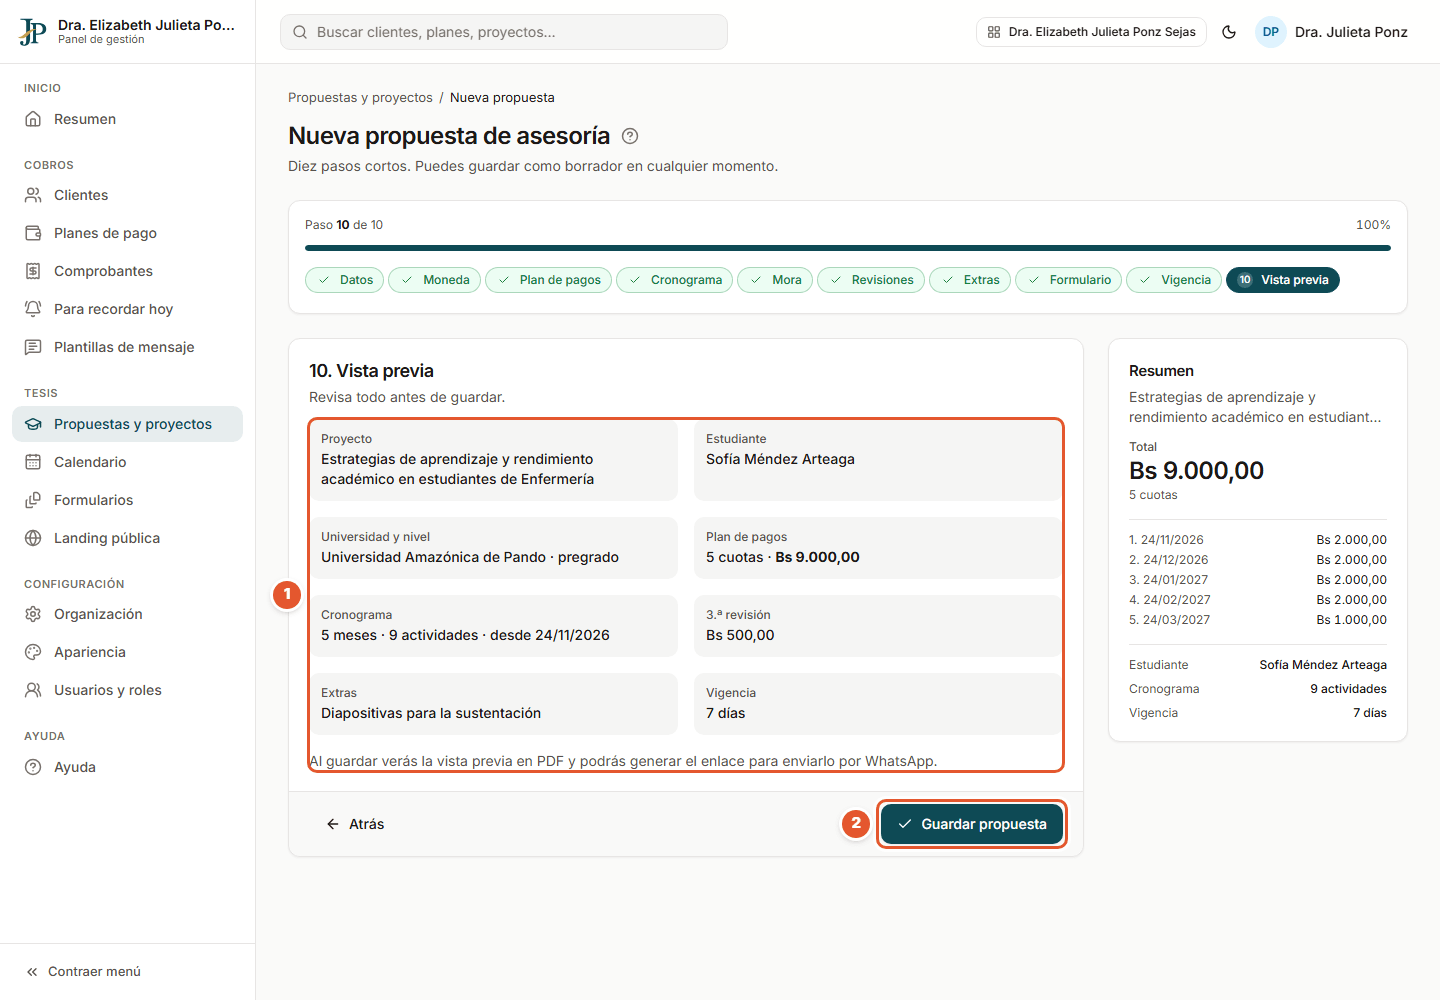 JP
Dra. Elizabeth Julieta Po...
Panel de gestión
Buscar clientes, planes, proyectos...
Dra. Elizabeth Julieta Ponz Sejas
DP
Dra. Julieta Ponz
INICIO
Resumen
COBROS
Clientes
Planes de pago
Comprobantes
Para recordar hoy
Plantillas de mensaje
TESIS
Propuestas y proyectos
Calendario
Formularios
Landing pública
CONFIGURACIÓN
Organización
Apariencia
Usuarios y roles
AYUDA
Ayuda
Contraer menú
Propuestas y proyectos / Nueva propuesta
Nueva propuesta de asesoría
Diez pasos cortos. Puedes guardar como borrador en cualquier momento.
Paso 10 de 10
100%
Datos
Moneda
Plan de pagos
Cronograma
Mora
Revisiones
Extras
Formulario
Vigencia
10 Vista previa
10. Vista previa
Revisa todo antes de guardar.
1
Proyecto
Estrategias de aprendizaje y rendimiento
académico en estudiantes de Enfermería
Estudiante
Sofía Méndez Arteaga
Universidad y nivel
Universidad Amazónica de Pando · pregrado
Plan de pagos
5 cuotas · Bs 9.000,00
Cronograma
5 meses · 9 actividades · desde 24/11/2026
3.ª revisión
Bs 500,00
Extras
Diapositivas para la sustentación
Vigencia
7 días
Al guardar verás la vista previa en PDF y podrás generar el enlace para enviarlo por WhatsApp.
Atrás
2
Guardar propuesta
Resumen
Estrategias de aprendizaje y
rendimiento académico en estudiant...
Total
Bs 9.000,00
5 cuotas
1. 24/11/2026 Bs 2.000,00
2. 24/12/2026 Bs 2.000,00
3. 24/01/2027 Bs 2.000,00
4. 24/02/2027 Bs 2.000,00
5. 24/03/2027 Bs 1.000,00
Estudiante Sofía Méndez Arteaga
Cronograma 9 actividades
Vigencia 7 días